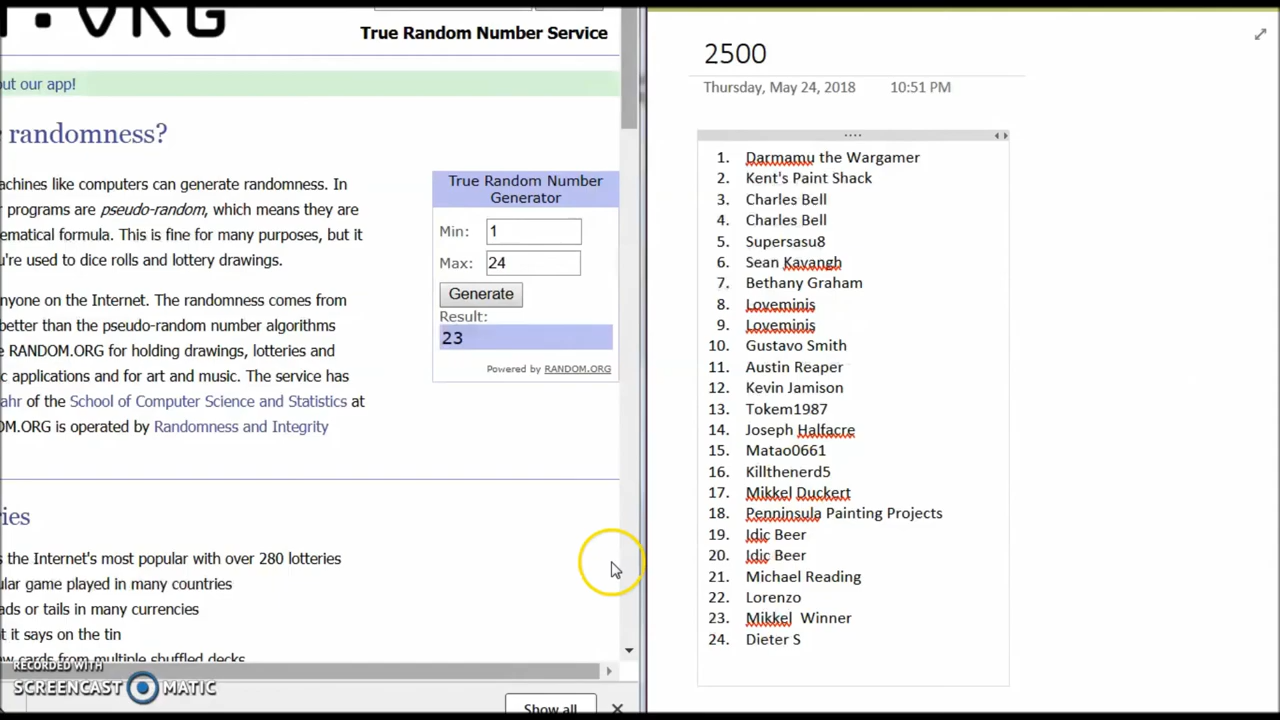 True Random Number Service
out our app!
randomness?
achines like computers can generate randomness. In
r programs are pseudo-random, which means they are
ematical formula. This is fine for many purposes, but it
u're used to dice rolls and lottery drawings.
nyone on the Internet. The randomness comes from
better than the pseudo-random number algorithms
e RANDOM.ORG for holding drawings, lotteries and
c applications and for art and music. The service has
ahr of the School of Computer Science and Statistics at
OM.ORG is operated by Randomness and Integrity
ies
s the Internet's most popular with over 280 lotteries
ular game played in many countries
ads or tails in many currencies
t it says on the tin
w cards from multiple shuffled decks
True Random Number
Generator
Min: 1
Max: 24
Generate
Result:
23
Powered by RANDOM.ORG
RECORDED WITH
SCREENCAST MATIC
Show all
2500
Thursday, May 24, 2018 10:51 PM
1. Darmamu the Wargamer
2. Kent's Paint Shack
3. Charles Bell
4. Charles Bell
5. Supersasu8
6. Sean Kavangh
7. Bethany Graham
8. Loveminis
9. Loveminis
10. Gustavo Smith
11. Austin Reaper
12. Kevin Jamison
13. Tokem1987
14. Joseph Halfacre
15. Matao0661
16. Killthenerd5
17. Mikkel Duckert
18. Penninsula Painting Projects
19. Idic Beer
20. Idic Beer
21. Michael Reading
22. Lorenzo
23. Mikkel Winner
24. Dieter S